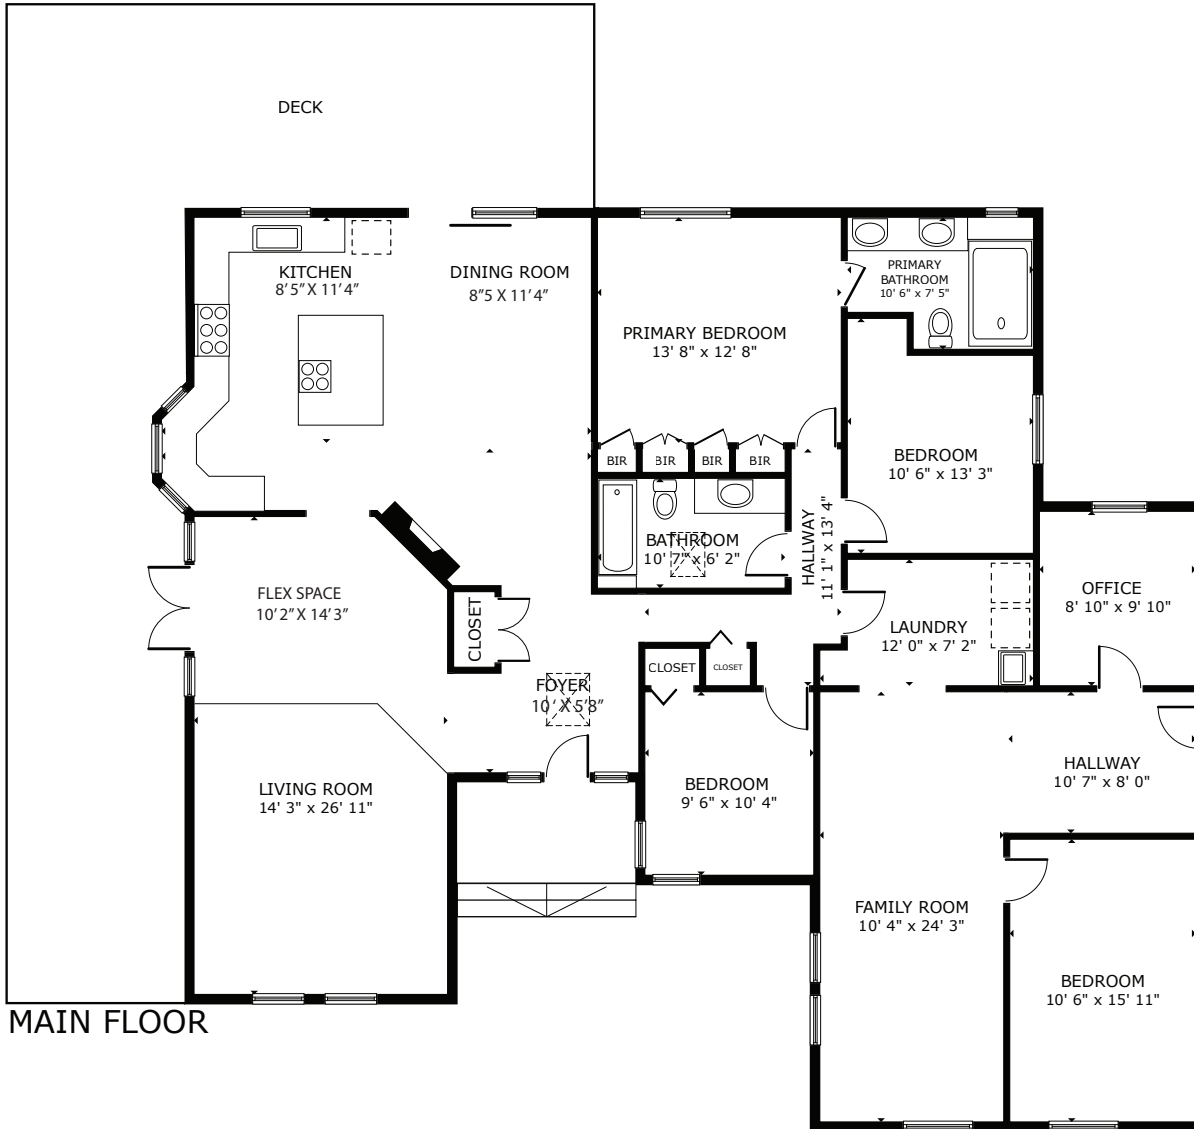 DECK
KITCHEN
8’5” X 11’4”
DINING ROOM
8”5 X 11’4”
PRIMARY
BATHROOM
10' 6" x 7' 5"
PRIMARY BEDROOM
13' 8" x 12' 8"
BIR
BIR
BIR
BIR
BEDROOM
10' 6" x 13' 3"
BATHROOM
10' 7" x 6' 2"
HALLWAY
11' 1" x 13' 4"
FLEX SPACE
10’2” X 14’3”
CLOSET
OFFICE
8' 10" x 9' 10"
LAUNDRY
12' 0" x 7' 2"
CLOSET
CLOSET
FOYER
10 ’ X 5’8”
LIVING ROOM
14' 3" x 26' 11"
BEDROOM
9' 6" x 10' 4"
HALLWAY
10' 7" x 8' 0"
FAMILY ROOM
10' 4" x 24' 3"
BEDROOM
10' 6" x 15' 11"
MAIN FLOOR